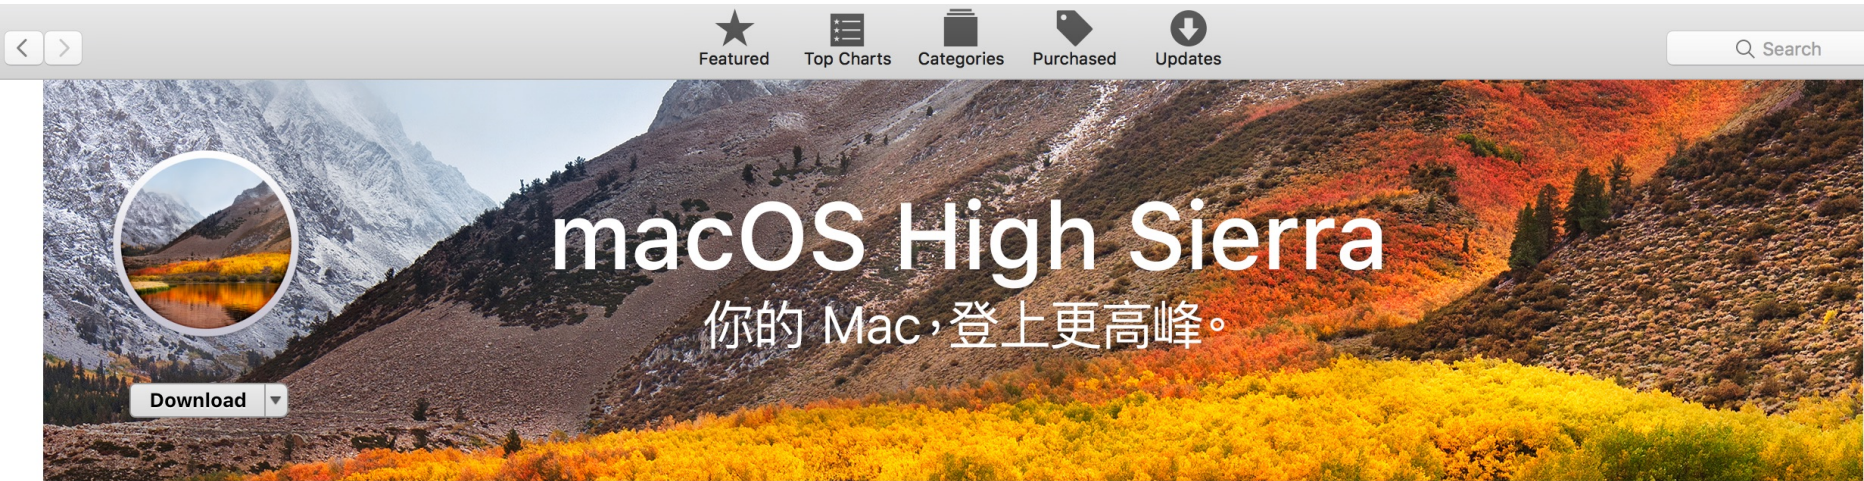 Featured
Top Charts
Categories
Purchased
Updates
Search
macOS High Sierra
你的 Mac，登上更高峰。
Download